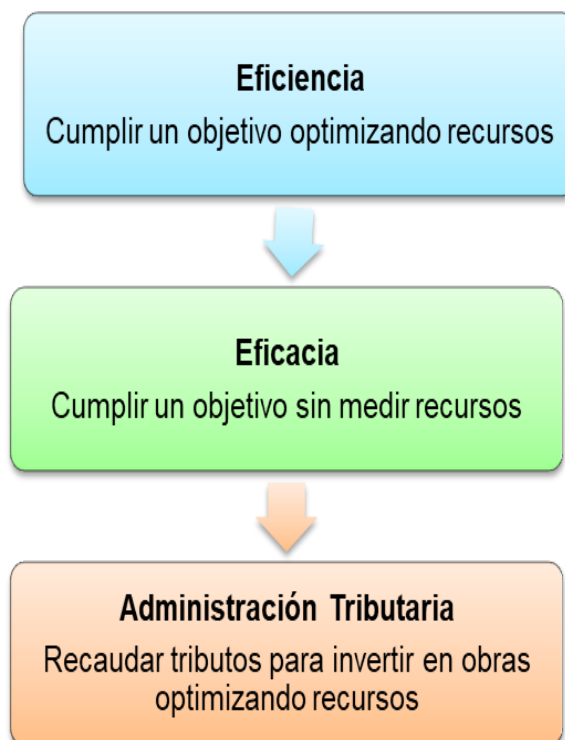 Eficiencia
Cumplir un objetivo optimizando recursos
Eficacia
Cumplir un objetivo sin medir recursos
Administración Tributaria
Recaudar tributos para invertir en obras
optimizando recursos